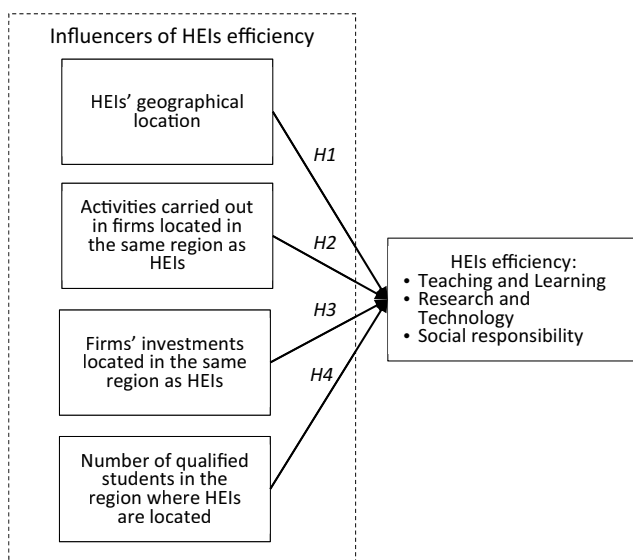 Influencers of HEIs efficiency
HEIs’ geographical
location
H1
Activities carried out
in firms located in
the same region as
HEIs
H2
HEIs efficiency:
• Teaching and Learning
• Research and
Technology
• Social responsibility
H3
Firms’ investments
located in the same
region as HEIs
H4
Number of qualified
students in the
region where HEIs
are located